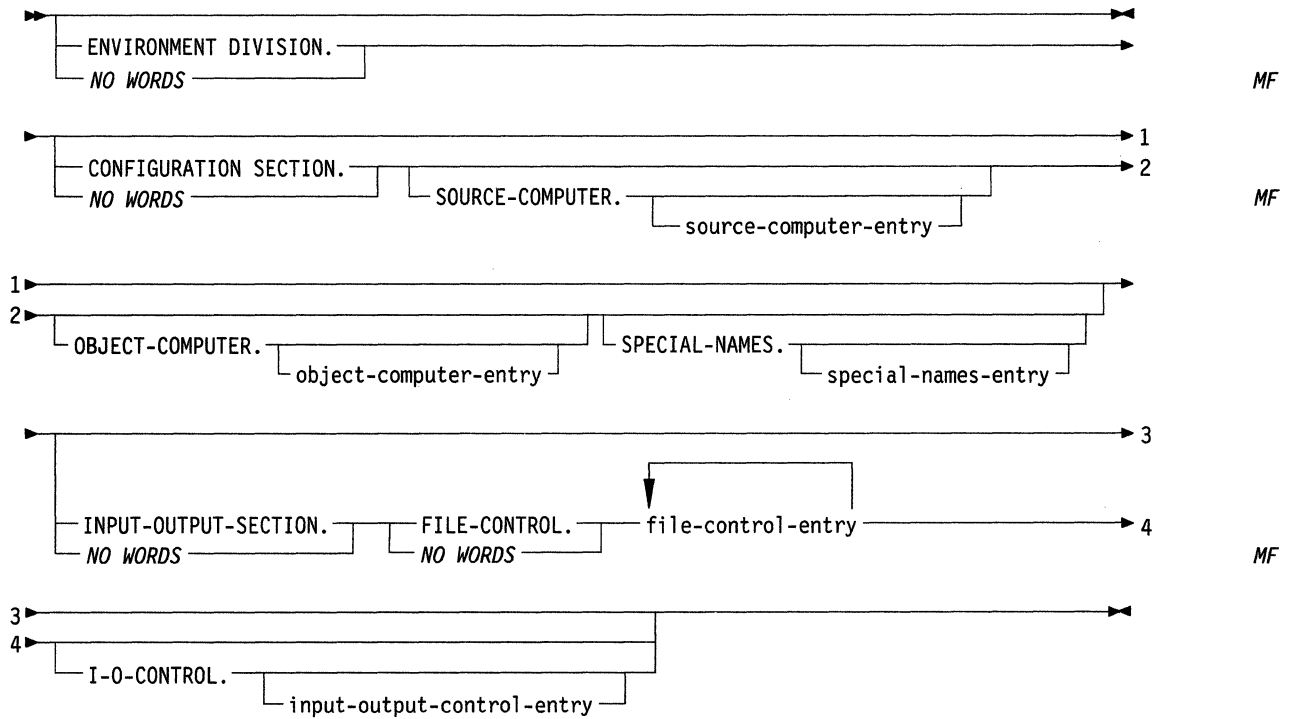 ENVIRONMENT DIVISION.
NO WORDS MF
1
CONFIGURATION SECTION. 2
NO WORDS SOURCE-COMPUTER. MF
source-computer-entry
1
2
OBJECT-COMPUTER. SPECIAL-NAMES.
object-computer-entry special-names-entry
3
INPUT-OUTPUT-SECTION. FILE-CONTROL. file-control-entry 4
NO WORDS NO WORDS MF
3
4
I-O-CONTROL.
input-output-control-entry